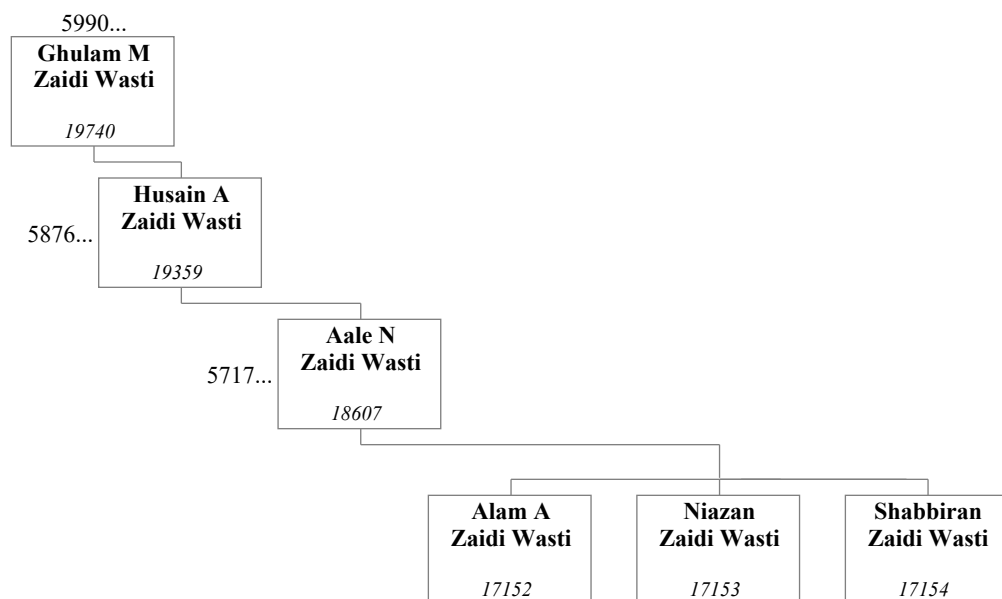 5990...
Ghulam M
Zaidi Wasti
19740
Husain A
Zaidi Wasti
5876...
19359
Aale N
Zaidi Wasti
5717...
18607
Alam A
Zaidi Wasti
17152
Niazan
Zaidi Wasti
17153
Shabbiran
Zaidi Wasti
17154